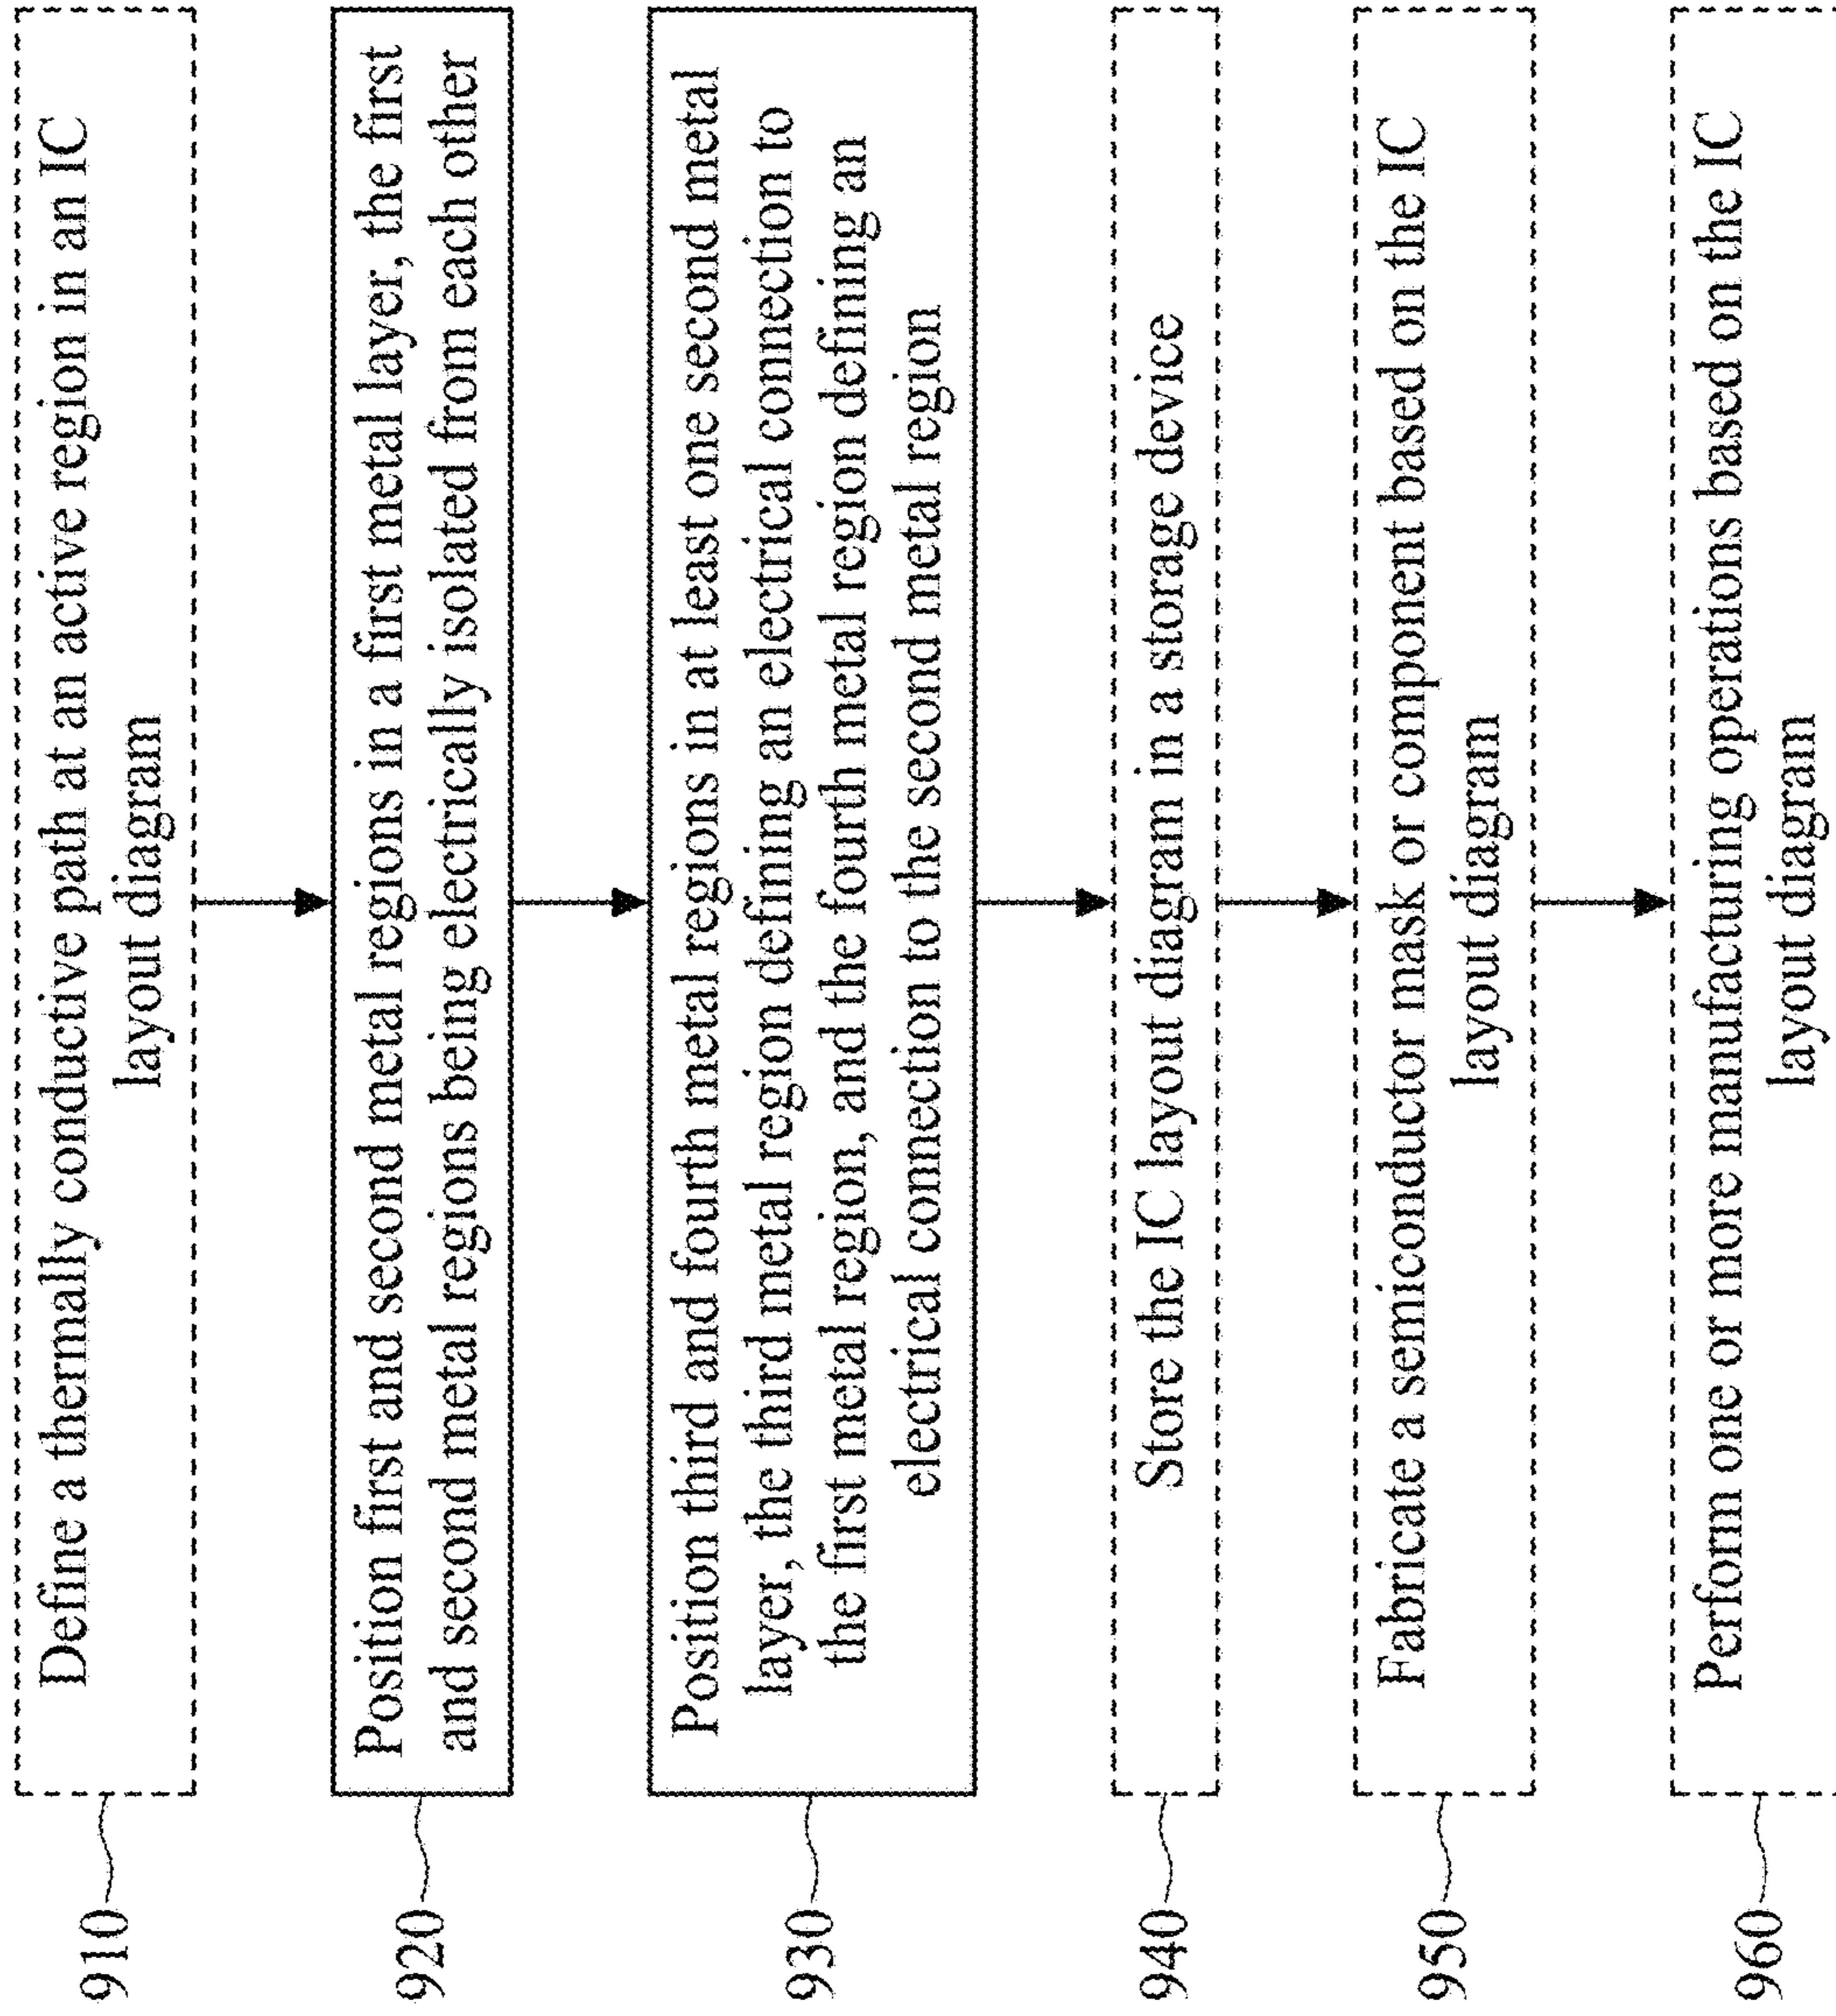 910
Define a thermally conductive path at an active region in an IC
layout diagram
920
Position first and second metal regions in a first metal layer, the first
and second metal regions being electrically isolated from each other
930
Position third and fourth metal regions in at least one second metal
layer, the third metal region defining an electrical connection to
the first metal region, and the fourth metal region defining an
electrical connection to the second metal region
940
Store the IC layout diagram in a storage device
950
Fabricate a semiconductor mask or component based on the IC
layout diagram
960
Perform one or more manufacturing operations based on the IC
layout diagram